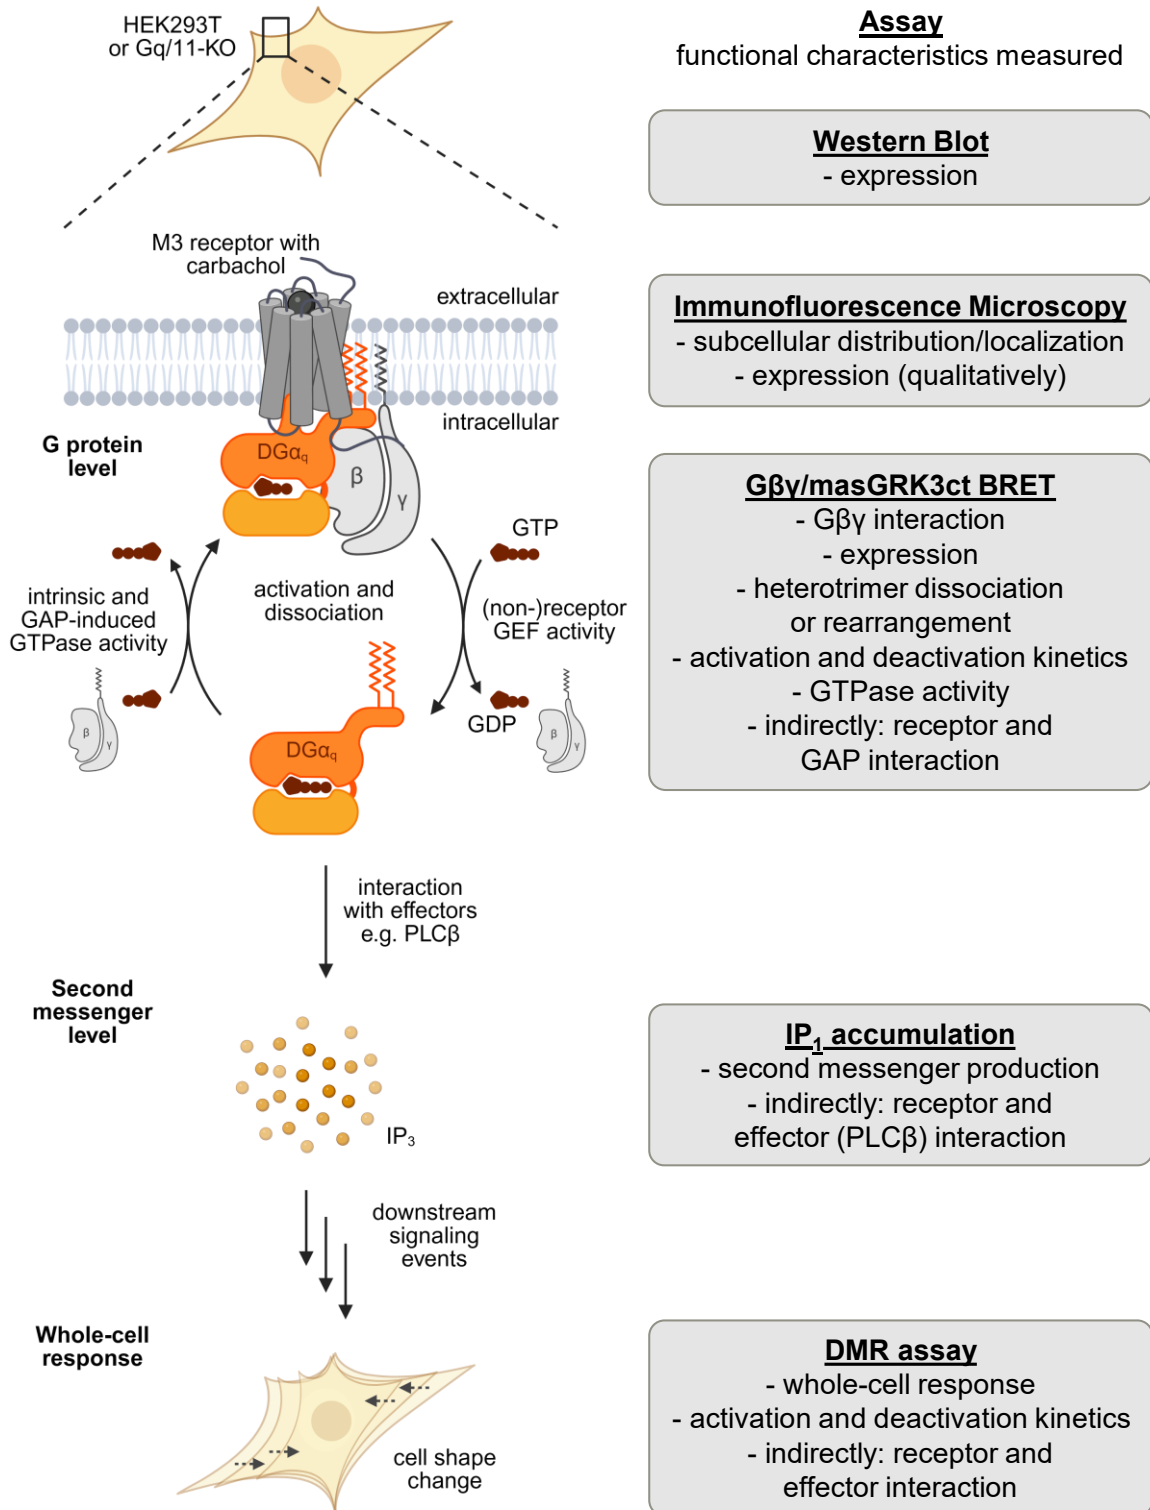 HEK293T
or Gq/11-KO
Assay
functional characteristics measured
Western Blot
- expression
M3 receptor with
carbachol
extracellular
intracellular
Immunofluorescence Microscopy
- subcellular distribution/localization
- expression (qualitatively)
G protein
level
DGαq
β
γ
GTP
intrinsic and
GAP-induced
GTPase activity
activation and
dissociation
(non-)receptor
GEF activity
β
γ
GDP
β
γ
DGαq
Gβγ/masGRK3ct BRET
- Gβγ interaction
- expression
- heterotrimer dissociation
or rearrangement
- activation and deactivation kinetics
- GTPase activity
- indirectly: receptor and
GAP interaction
interaction
with effectors
e.g. PLCβ
Second
messenger
level
IP₃
IP₁ accumulation
- second messenger production
- indirectly: receptor and
effector (PLCβ) interaction
downstream
signaling
events
Whole-cell
response
cell shape
change
DMR assay
- whole-cell response
- activation and deactivation kinetics
- indirectly: receptor and
effector interaction